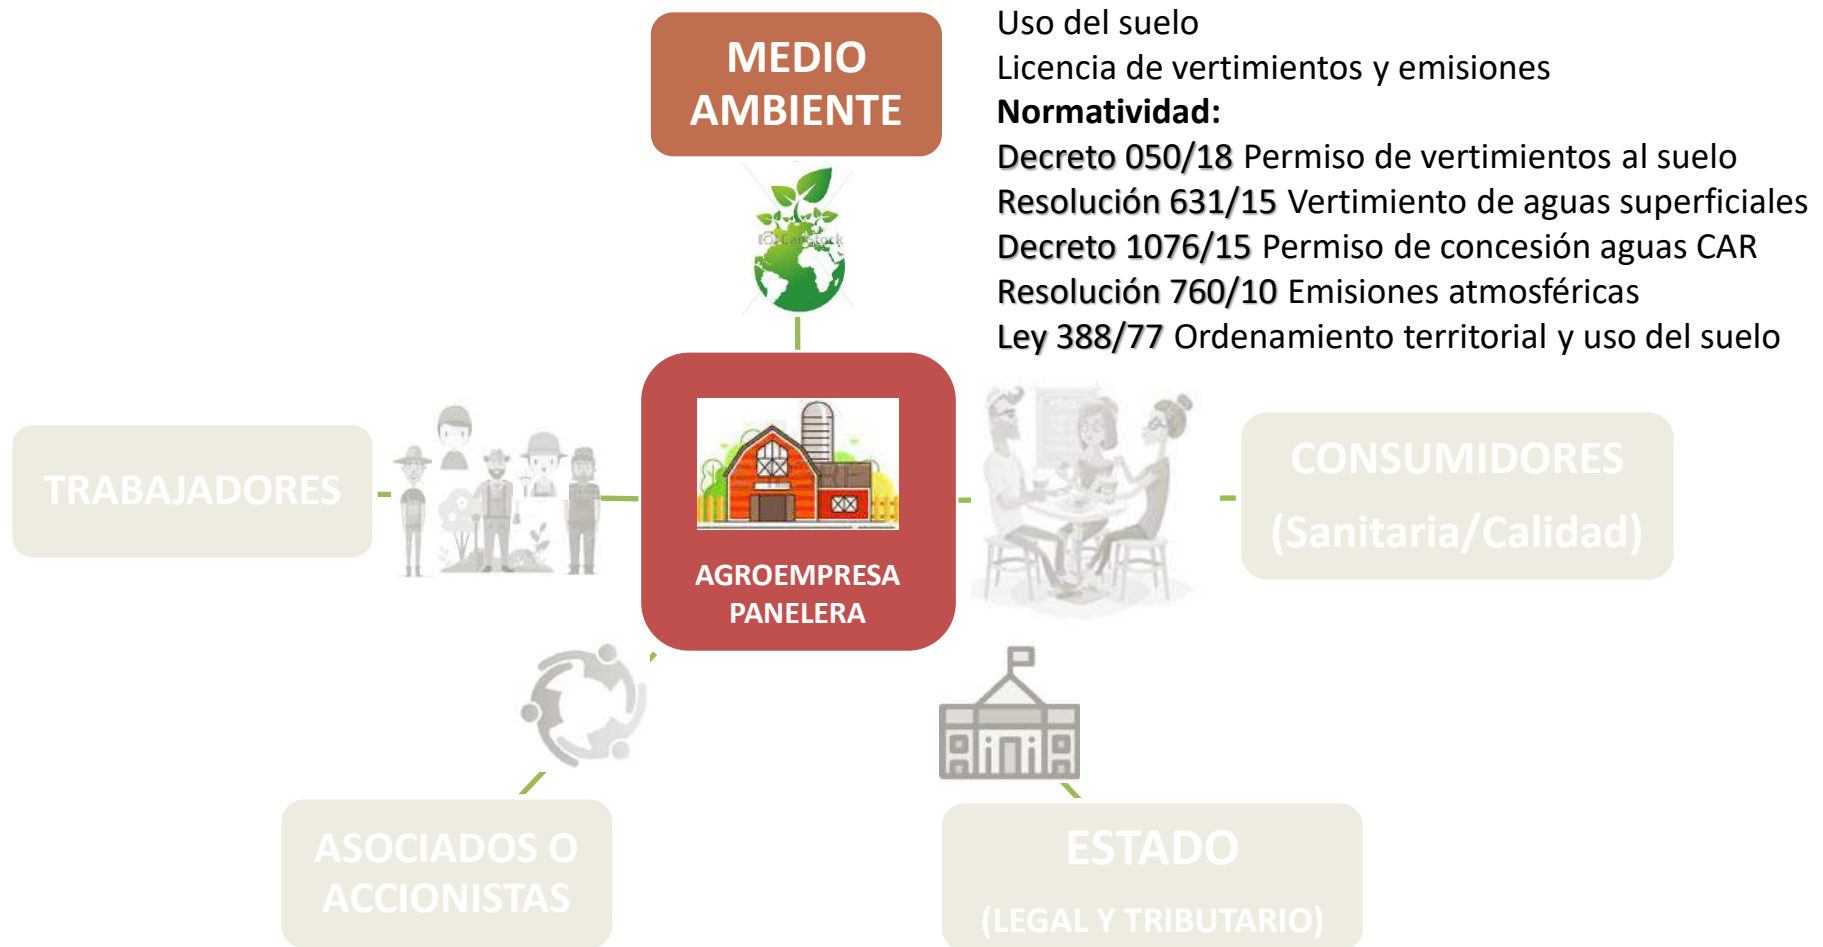 MEDIO
AMBIENTE
Uso del suelo
Licencia de vertimientos y emisiones
Normatividad:
Decreto 050/18 Permiso de vertimientos al suelo
Resolución 631/15 Vertimiento de aguas superficiales
Decreto 1076/15 Permiso de concesión aguas CAR
Resolución 760/10 Emisiones atmosféricas
Ley 388/77 Ordenamiento territorial y uso del suelo
TRABAJADORES
AGROEMPRESA
PANELERA
CONSUMIDORES
(Sanitaria/Calidad)
ASOCIADOS O
ACCIONISTAS
ESTADO
(LEGAL Y TRIBUTARIO)